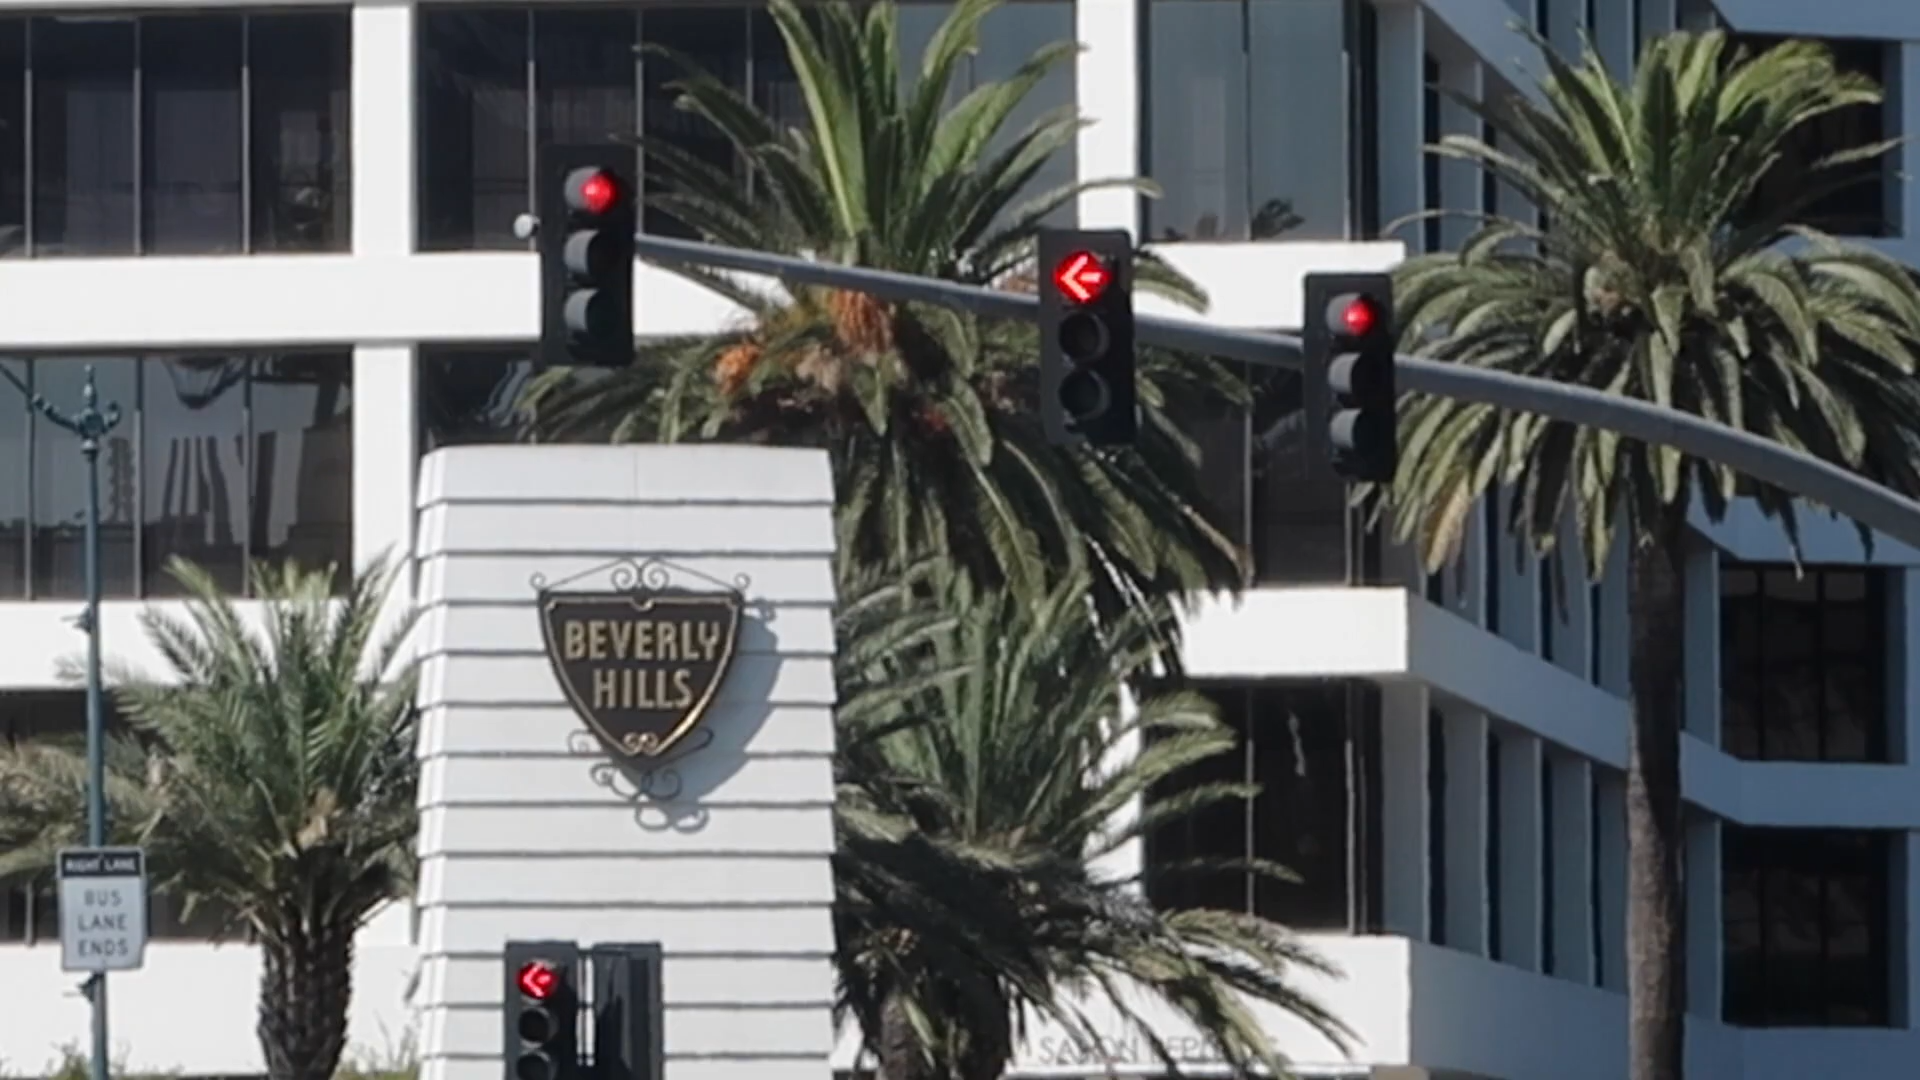 BEVERLY
HILLS
RIGHT LANE
BUS
LANE
ENDS